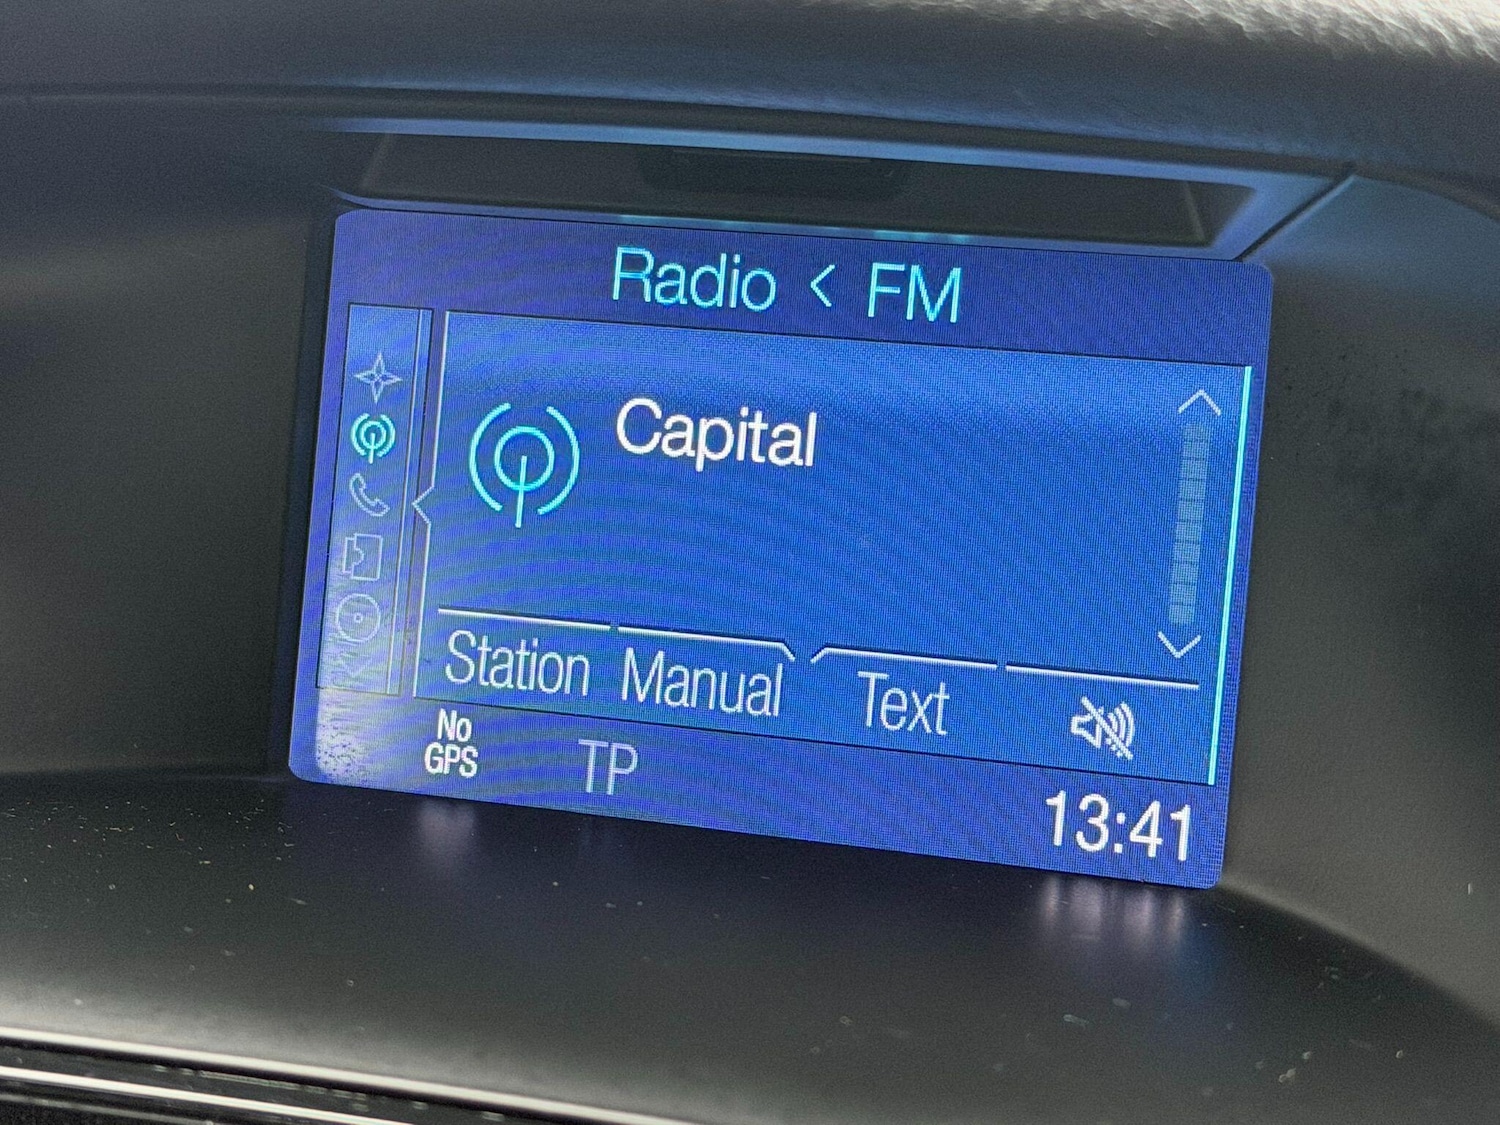 Radio < FM
Capital
Station Manual Text
No
GPS
TP
13:41